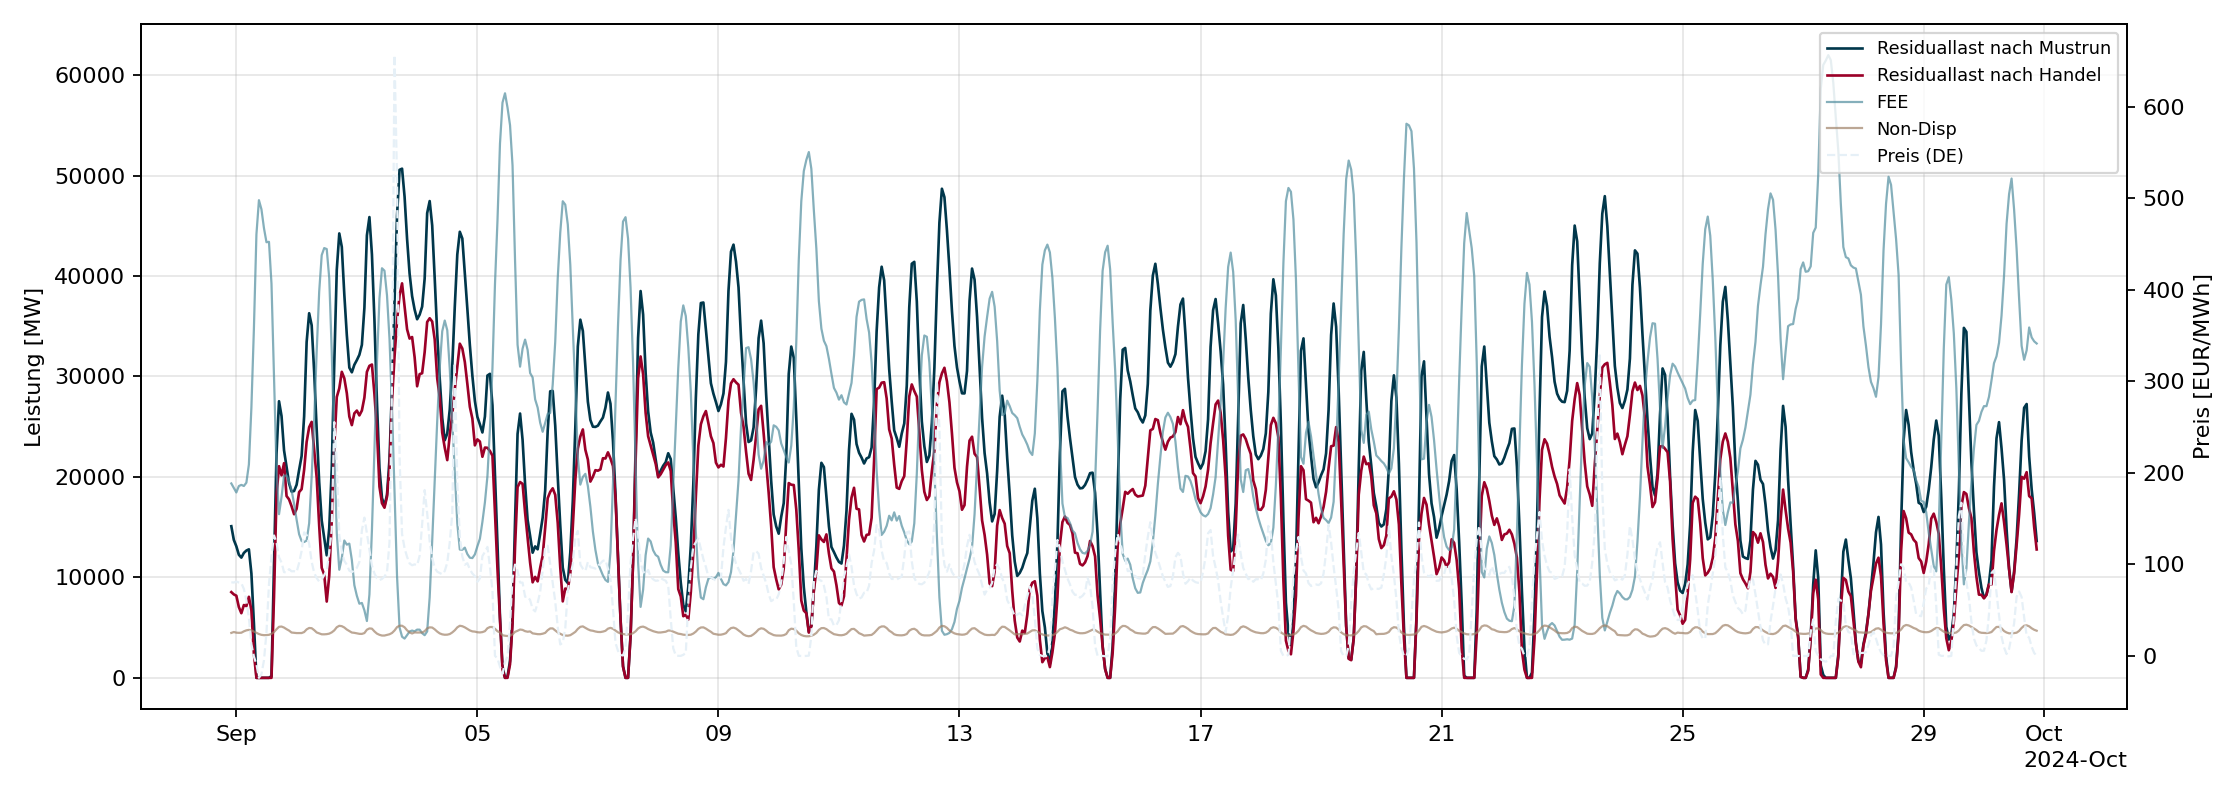 Residuallast nach Mustrun
Residuallast nach Handel
FEE
Non-Disp
Preis (DE)
Leistung [MW]
60000
50000
40000
30000
20000
10000
0
Preis [EUR/MWh]
600
500
400
300
200
100
0
Sep 05 09 13 17 21 25 29 Oct
2024-Oct